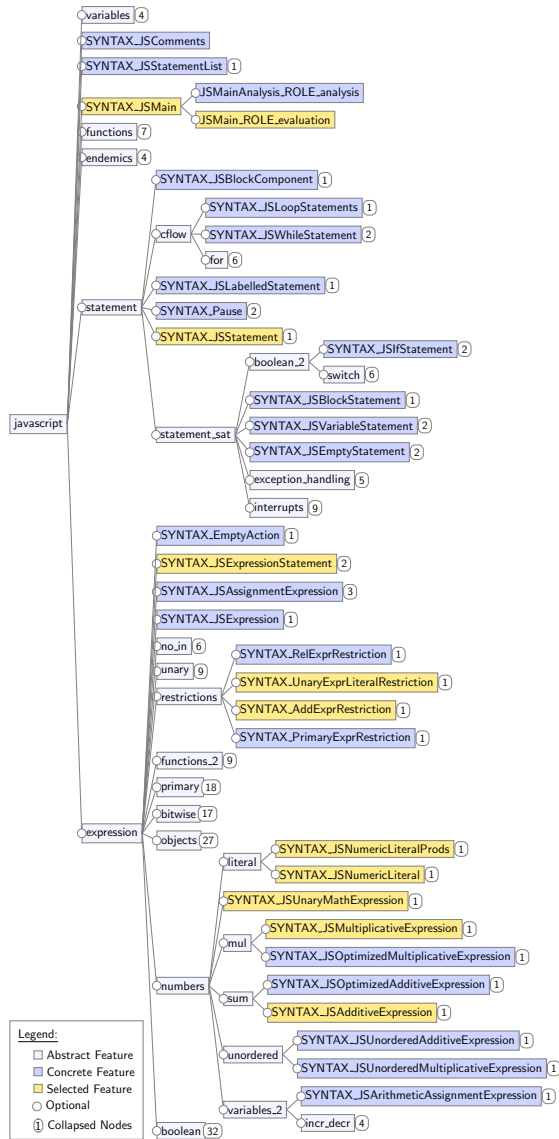 variables 4
SYNTAX_JSComments
SYNTAX_JSStatementList 1
JSMainAnalysis_ROLE_analysis
SYNTAX_JSMain
JSMain_ROLE_evaluation
functions 7
endemics 4
SYNTAX_JSBlockComponent 1
SYNTAX_JSLoopStatements 1
cflow SYNTAX_JSWhileStatement 2
for 6
SYNTAX_JSLabelledStatement 1
statement
SYNTAX_Pause 2
SYNTAX_JSStatement 1
SYNTAX_JSIfStatement 2
boolean_2
switch 6
SYNTAX_JSBlockStatement 1
javascript
SYNTAX_JSVariableStatement 2
statement_sat
SYNTAX_JSEmptyStatement 2
exception_handling 5
interrupts 9
SYNTAX_EmptyAction 1
SYNTAX_JSExpressionStatement 2
SYNTAX_JSAssignmentExpression 3
SYNTAX_JSExpression 1
no_in 6
SYNTAX_RelExprRestriction 1
unary 9
SYNTAX_UnaryExprLiteralRestriction 1
restrictions
SYNTAX_AddExprRestriction 1
SYNTAX_PrimaryExprRestriction 1
functions_2 9
primary 18
bitwise 17
expression
objects 27
SYNTAX_JSNumericLiteralProds 1
literal
SYNTAX_JSNumericLiteral 1
SYNTAX_JSUnaryMathExpression 1
SYNTAX_JSMultiplicativeExpression 1
mul
SYNTAX_JSOptimizedMultiplicativeExpression 1
numbers SYNTAX_JSOptimizedAdditiveExpression 1
sum
SYNTAX_JSAdditiveExpression 1
SYNTAX_JSUnorderedAdditiveExpression 1
unordered
SYNTAX_JSUnorderedMultiplicativeExpression 1
SYNTAX_JSArithmeticAssignmentExpression 1
variables_2
incr_decr 4
boolean 32
Legend:
Abstract Feature
Concrete Feature
Selected Feature
Optional
1 Collapsed Nodes